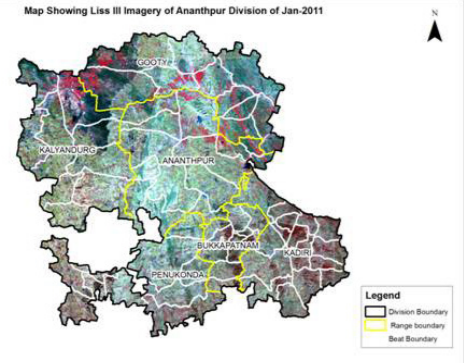 Map Showing Liss III Imagery of Ananthpur Division of Jan-2011
N
GOOTY
KALYANDURG
ANANTHPUR
BUKKAPATNAM
KADIRI
PENUKONDA
Legend
Division Boundary
Range boundary
Beat Boundary